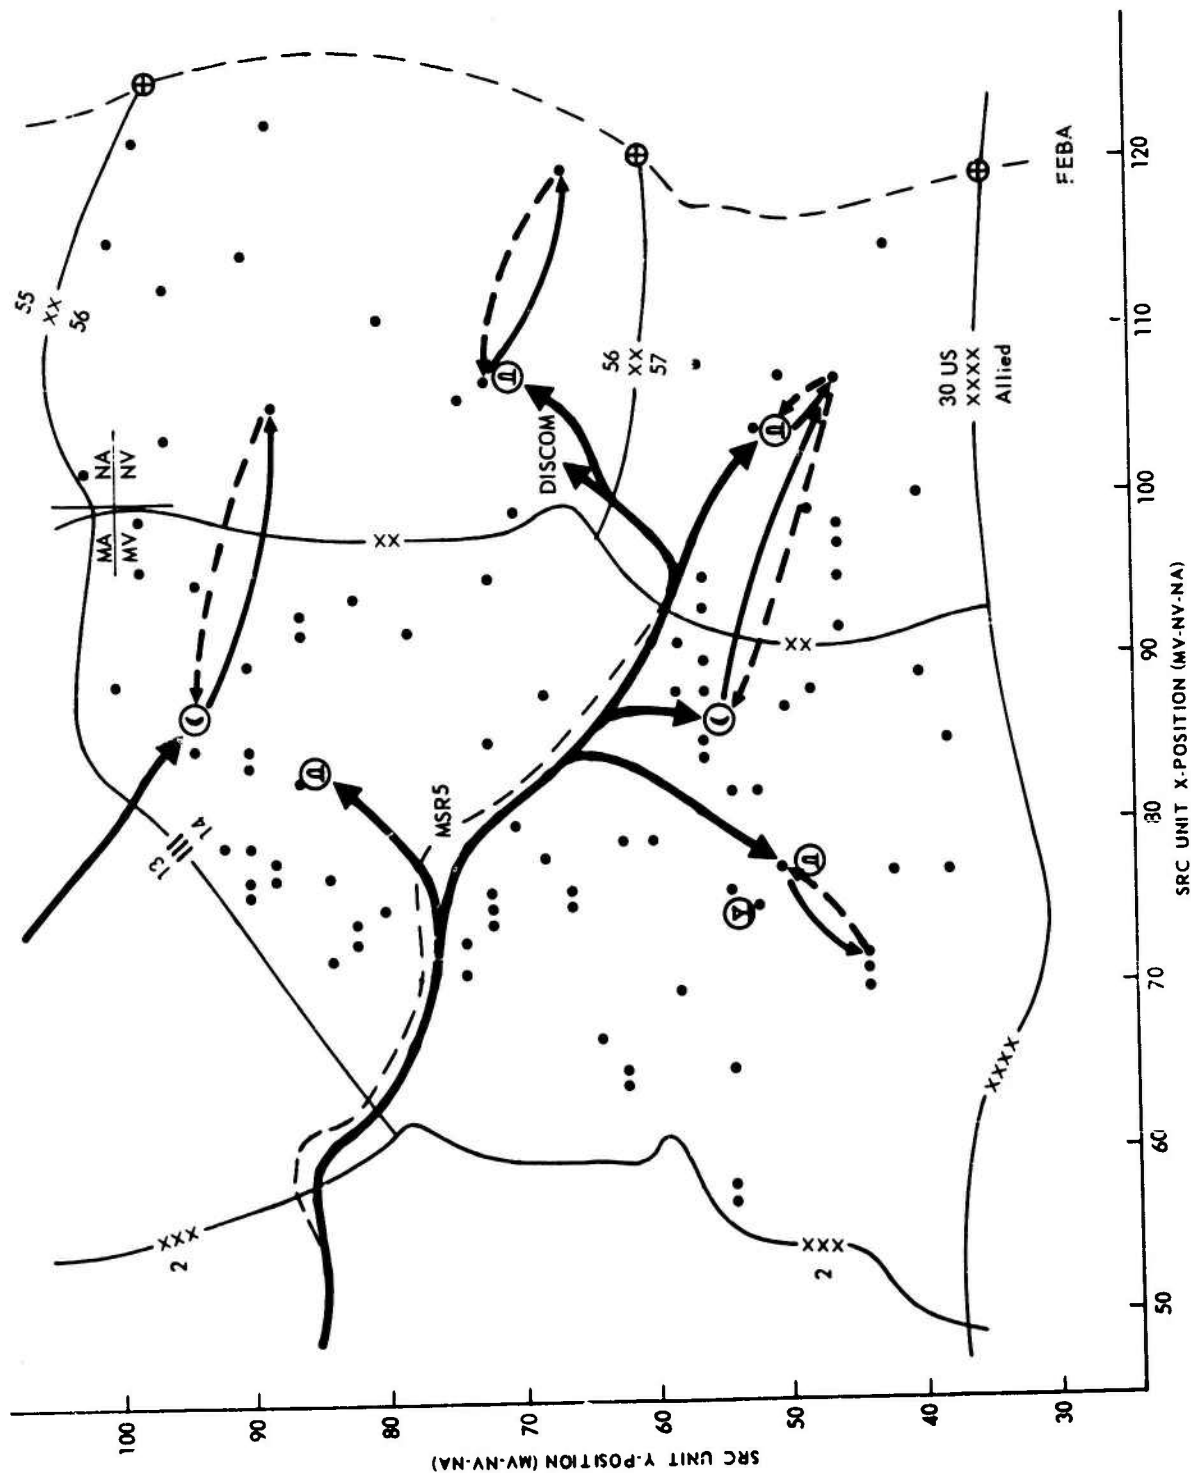 55
XX
56
MA NA
MV NV
13
III
14
XXX
2
XX
MSR5
DISCOM
56
XX
57
XX
XXX
2
30 US
XXXX
Allied
XXXX
FEBA
100
90
80
70
60
50
40
30
SRC UNIT Y-POSITION (MV-NV-NA)
50
60
70
80
90
100
110
120
SRC UNIT X-POSITION (MV-NV-NA)